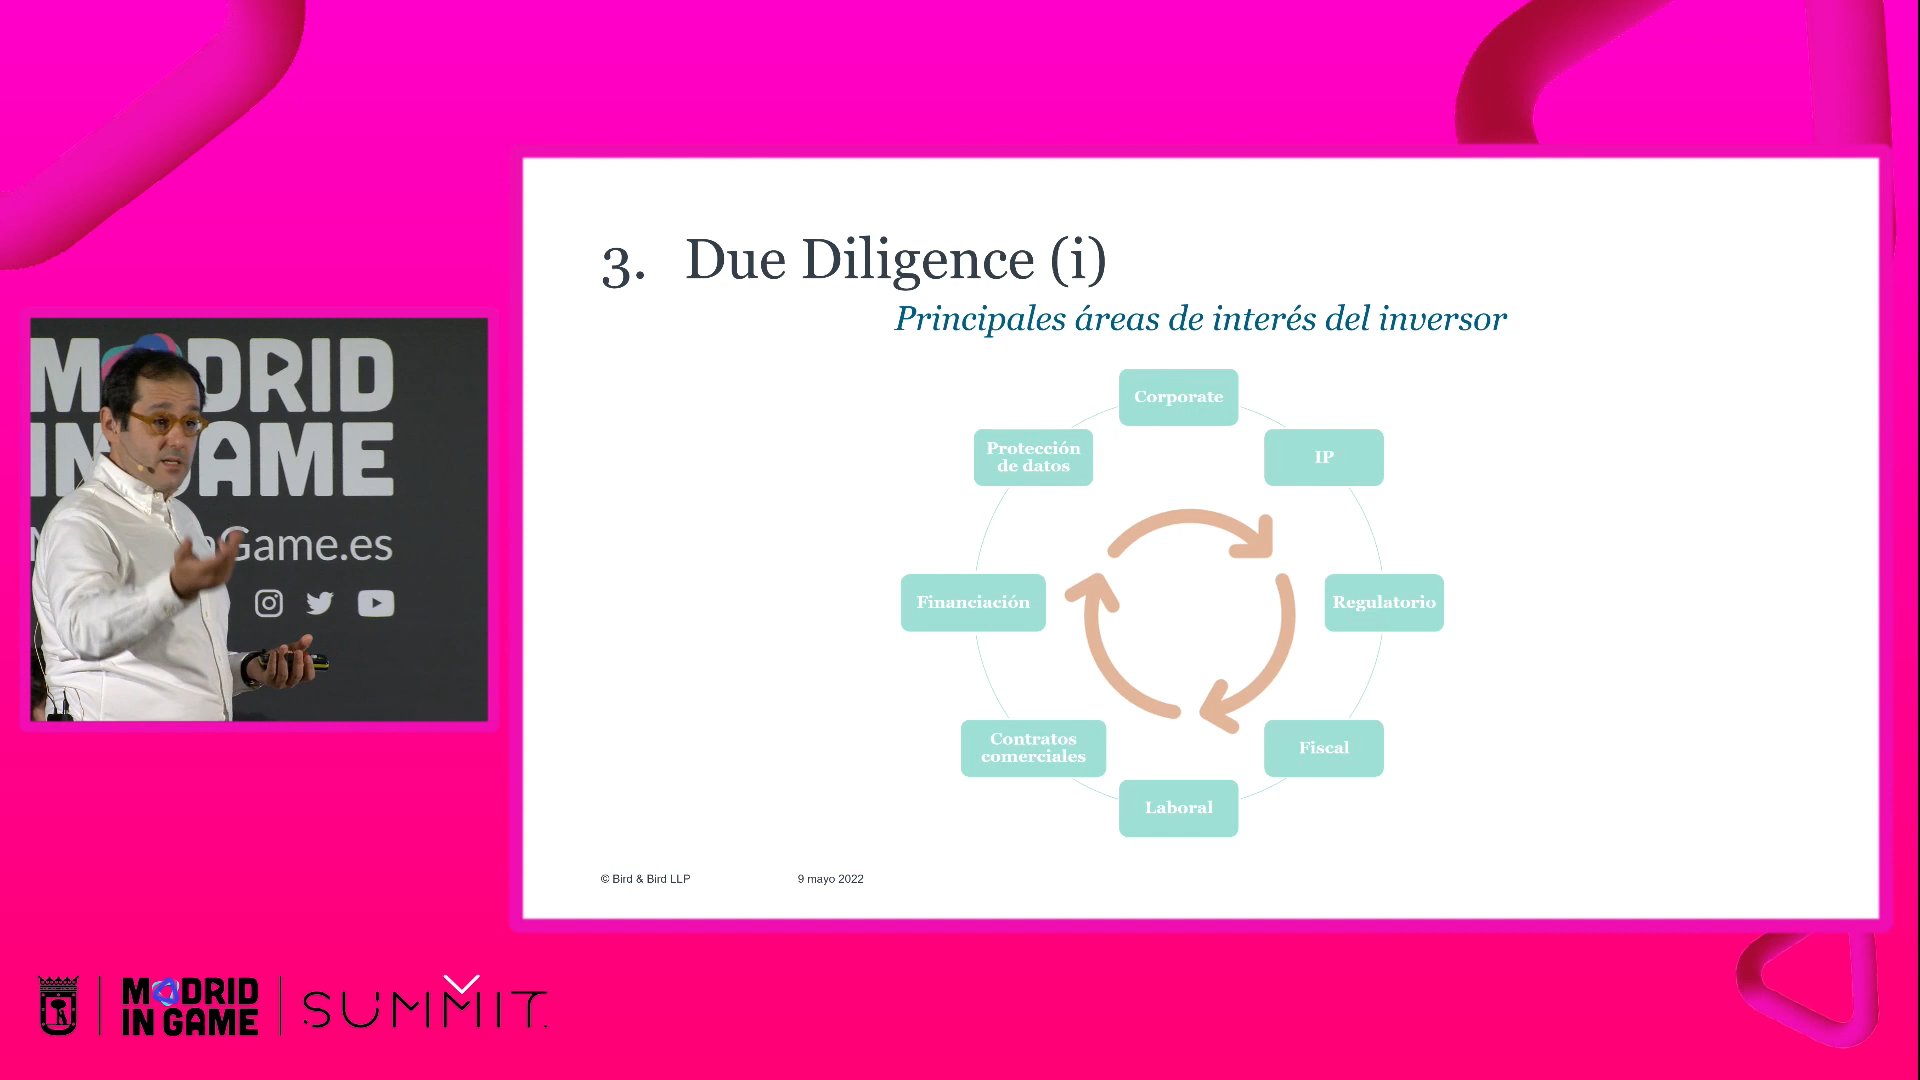 3. Due Diligence (i)
Principales áreas de interés del inversor
Corporate
IP
Regulatorio
Fiscal
Laboral
Contratos
comerciales
Financiación
Protección
de datos
© Bird & Bird LLP 9 mayo 2022
MADRID
IN GAME
Game.es
MADRID
IN GAME
SUMMIT